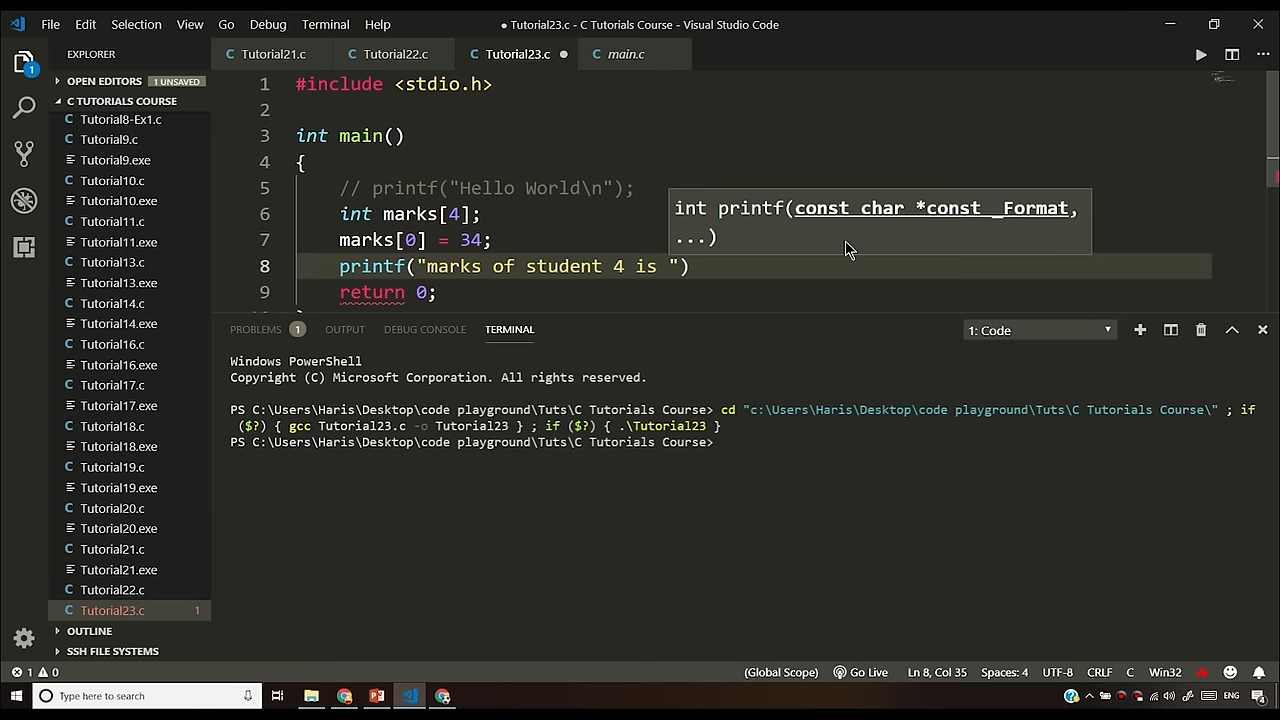 File Edit Selection View Go Debug Terminal Help
● Tutorial23.c - C Tutorials Course - Visual Studio Code
EXPLORER
Tutorial21.c
Tutorial22.c
Tutorial23.c
main.c
OPEN EDITORS 1 UNSAVED
C TUTORIALS COURSE
Tutorial8-Ex1.c
Tutorial9.c
Tutorial9.exe
Tutorial10.c
Tutorial10.exe
Tutorial11.c
Tutorial11.exe
Tutorial13.c
Tutorial13.exe
Tutorial14.c
Tutorial14.exe
Tutorial16.c
Tutorial16.exe
Tutorial17.c
Tutorial17.exe
Tutorial18.c
Tutorial18.exe
Tutorial19.c
Tutorial19.exe
Tutorial20.c
Tutorial20.exe
Tutorial21.c
Tutorial21.exe
Tutorial22.c
Tutorial23.c 1
OUTLINE
SSH FILE SYSTEMS
1 #include <stdio.h>
2
3 int main()
4 {
5 // printf("Hello World\n");
6 int marks[4];
7 marks[0] = 34;
8 printf("marks of student 4 is ")
9 return 0;
int printf(const char *const _Format,
...)
PROBLEMS 1 OUTPUT DEBUG CONSOLE TERMINAL
1: Code
Windows PowerShell
Copyright (C) Microsoft Corporation. All rights reserved.
PS C:\Users\Haris\Desktop\code playground\Tuts\C Tutorials Course> cd "c:\Users\Haris\Desktop\code playground\Tuts\C Tutorials Course\" ; if
($?) { gcc Tutorial23.c -o Tutorial23 } ; if ($?) { .\Tutorial23 }
PS C:\Users\Haris\Desktop\code playground\Tuts\C Tutorials Course>
1 0
(Global Scope) Go Live Ln 8, Col 35 Spaces: 4 UTF-8 CRLF C Win32
Type here to search
ENG